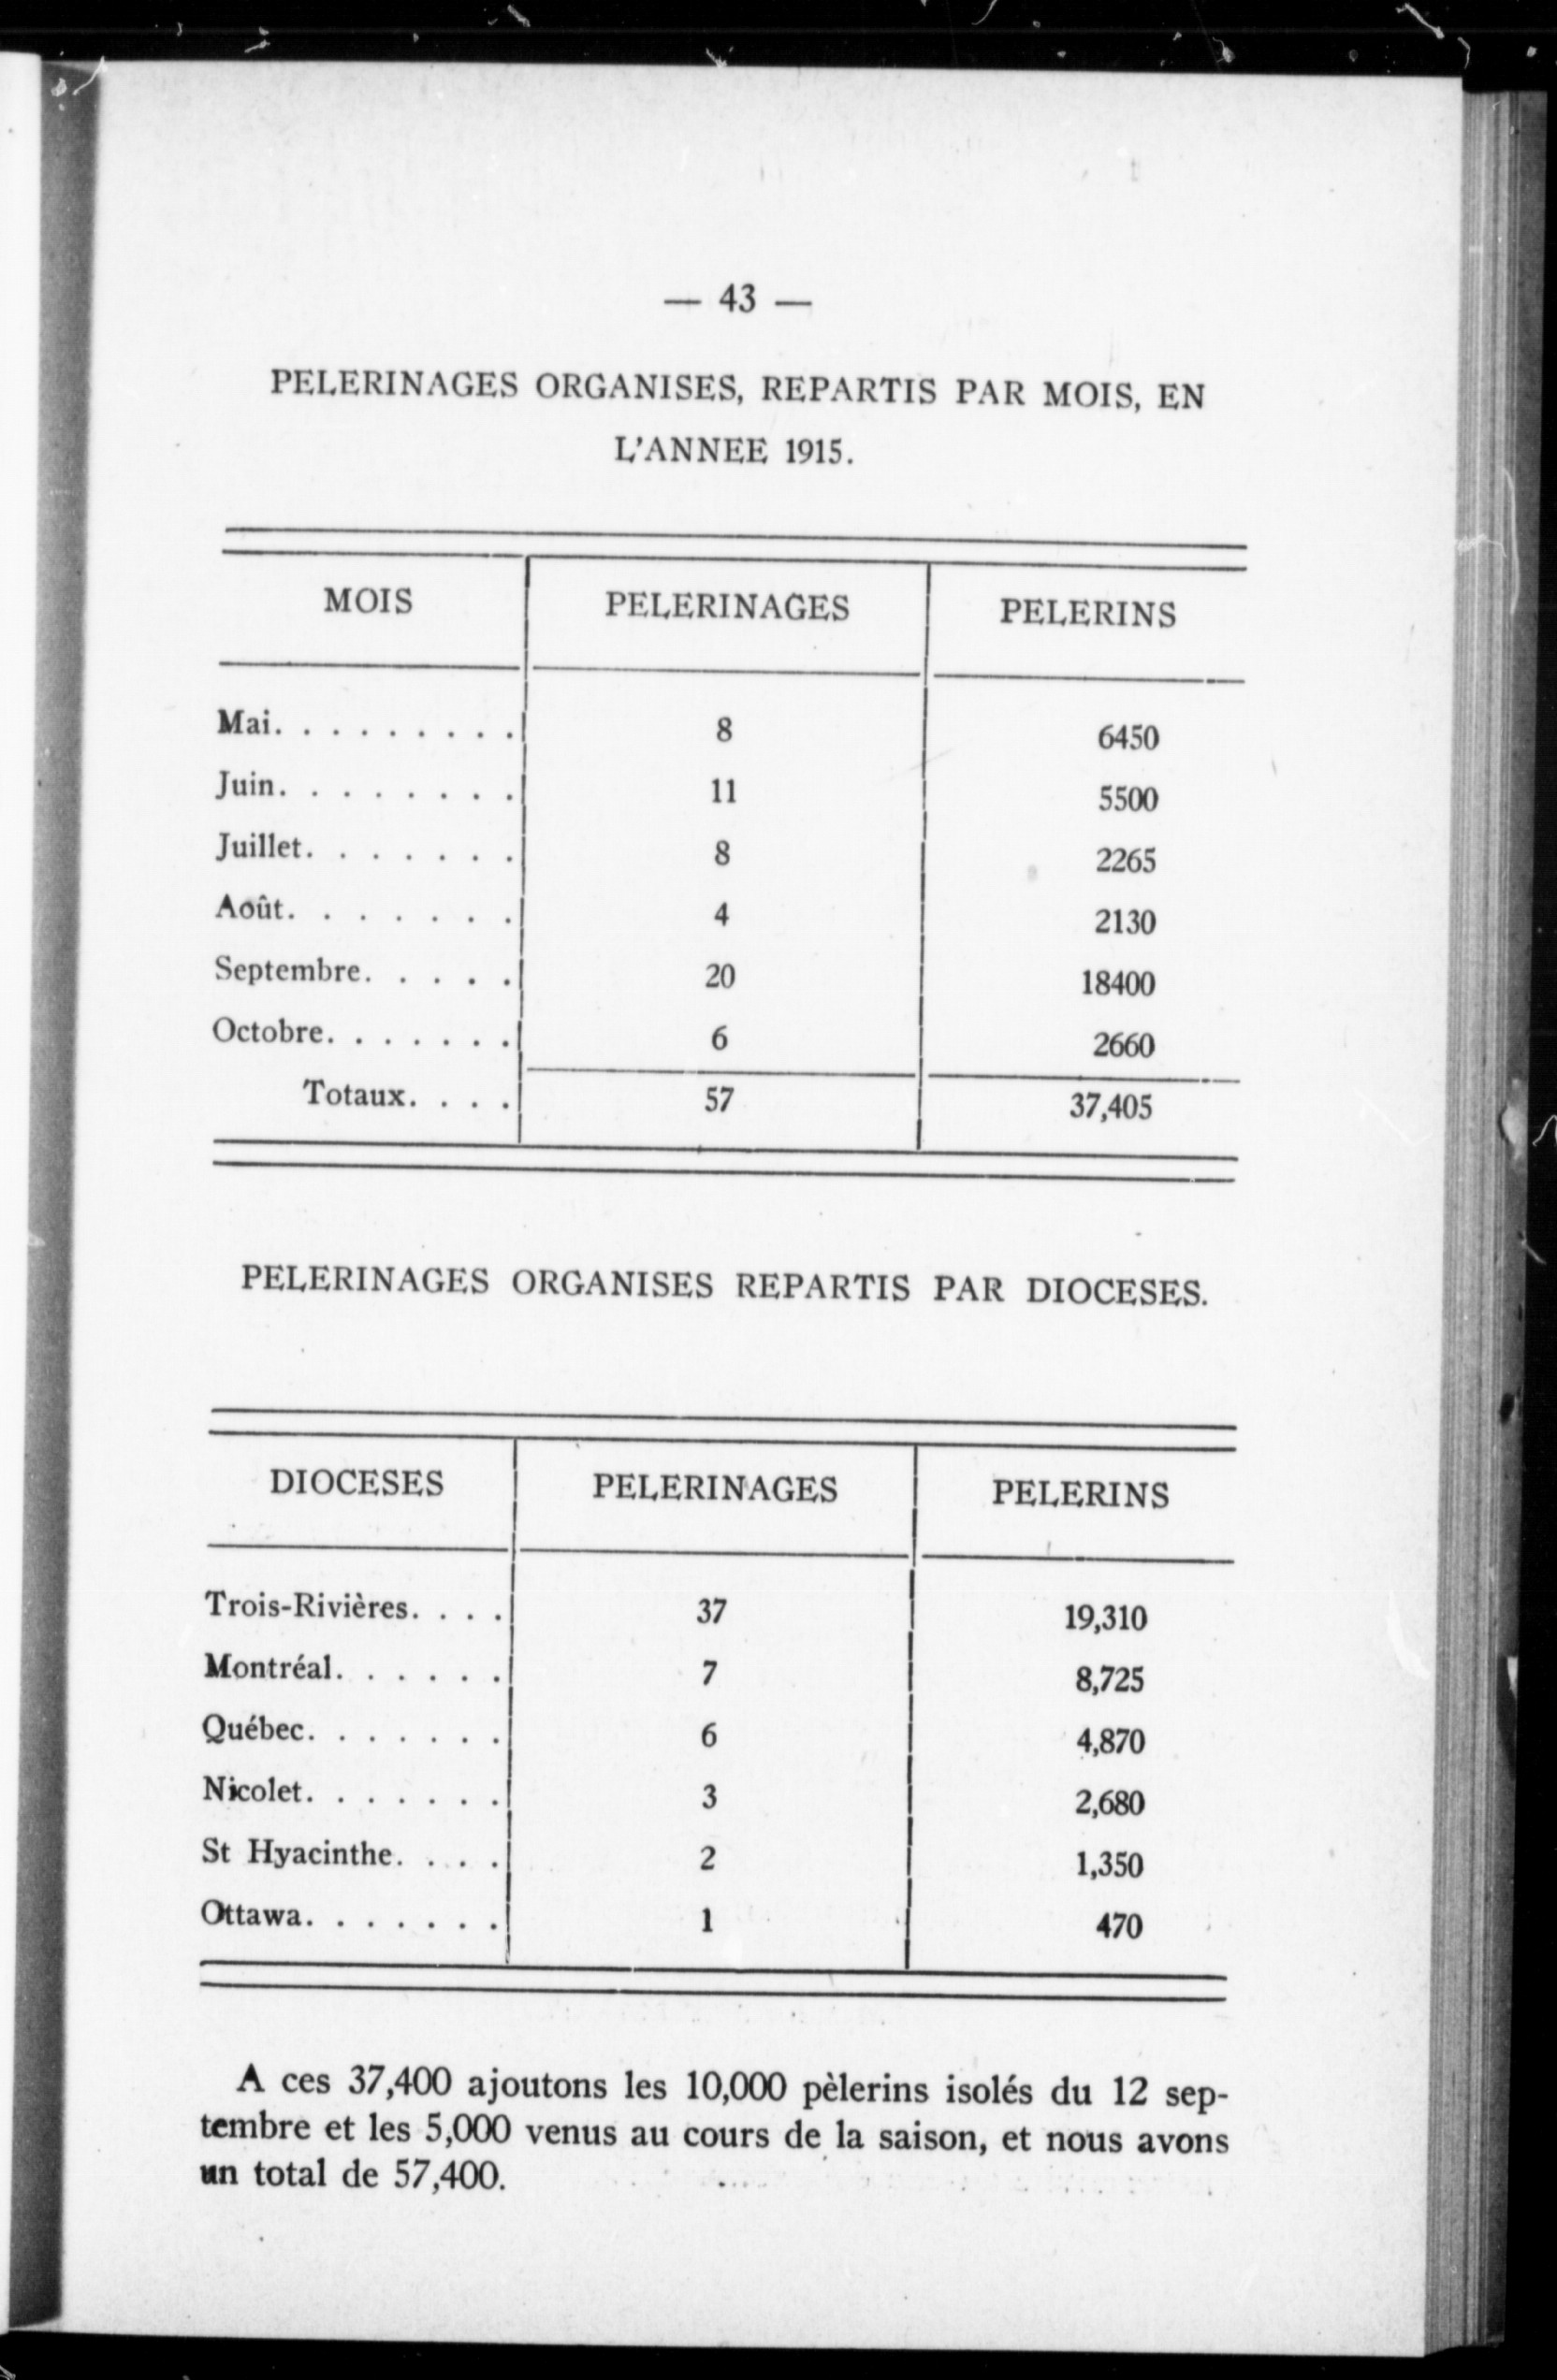 — 43 —
PELERINAGES ORGANISES, REPARTIS PAR MOIS, EN
L'ANNEE 1915.
MOIS PELERINAGES PELERINS
Mai. . . . . . . . . 8 6450
Juin. . . . . . . . . 11 5500
Juillet. . . . . . . . 8 2265
Août. . . . . . . . 4 2130
Septembre. . . . . . 20 18400
Octobre. . . . . . . 6 2660
Totaux. . . . 57 37,405
PELERINAGES ORGANISES REPARTIS PAR DIOCESES.
DIOCESES PELERINAGES PELERINS
Trois-Rivières. . . . 37 19,310
Montréal. . . . . . 7 8,725
Québec. . . . . . . 6 4,870
Nicolet. . . . . . . 3 2,680
St Hyacinthe. . . . 2 1,350
Ottawa. . . . . . . 1 470
A ces 37,400 ajoutons les 10,000 pèlerins isolés du 12 sep-
tembre et les 5,000 venus au cours de la saison, et nous avons
un total de 57,400.